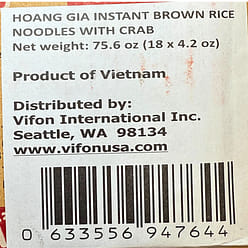 HOANG GIA INSTANT BROWN RICE
NOODLES WITH CRAB
Net weight: 75.6 oz (18 x 4.2 oz)
Product of Vietnam
Distributed by:
Vifon International Inc.
Seattle, WA 98134
www.vifonusa.com
0 633556 947644